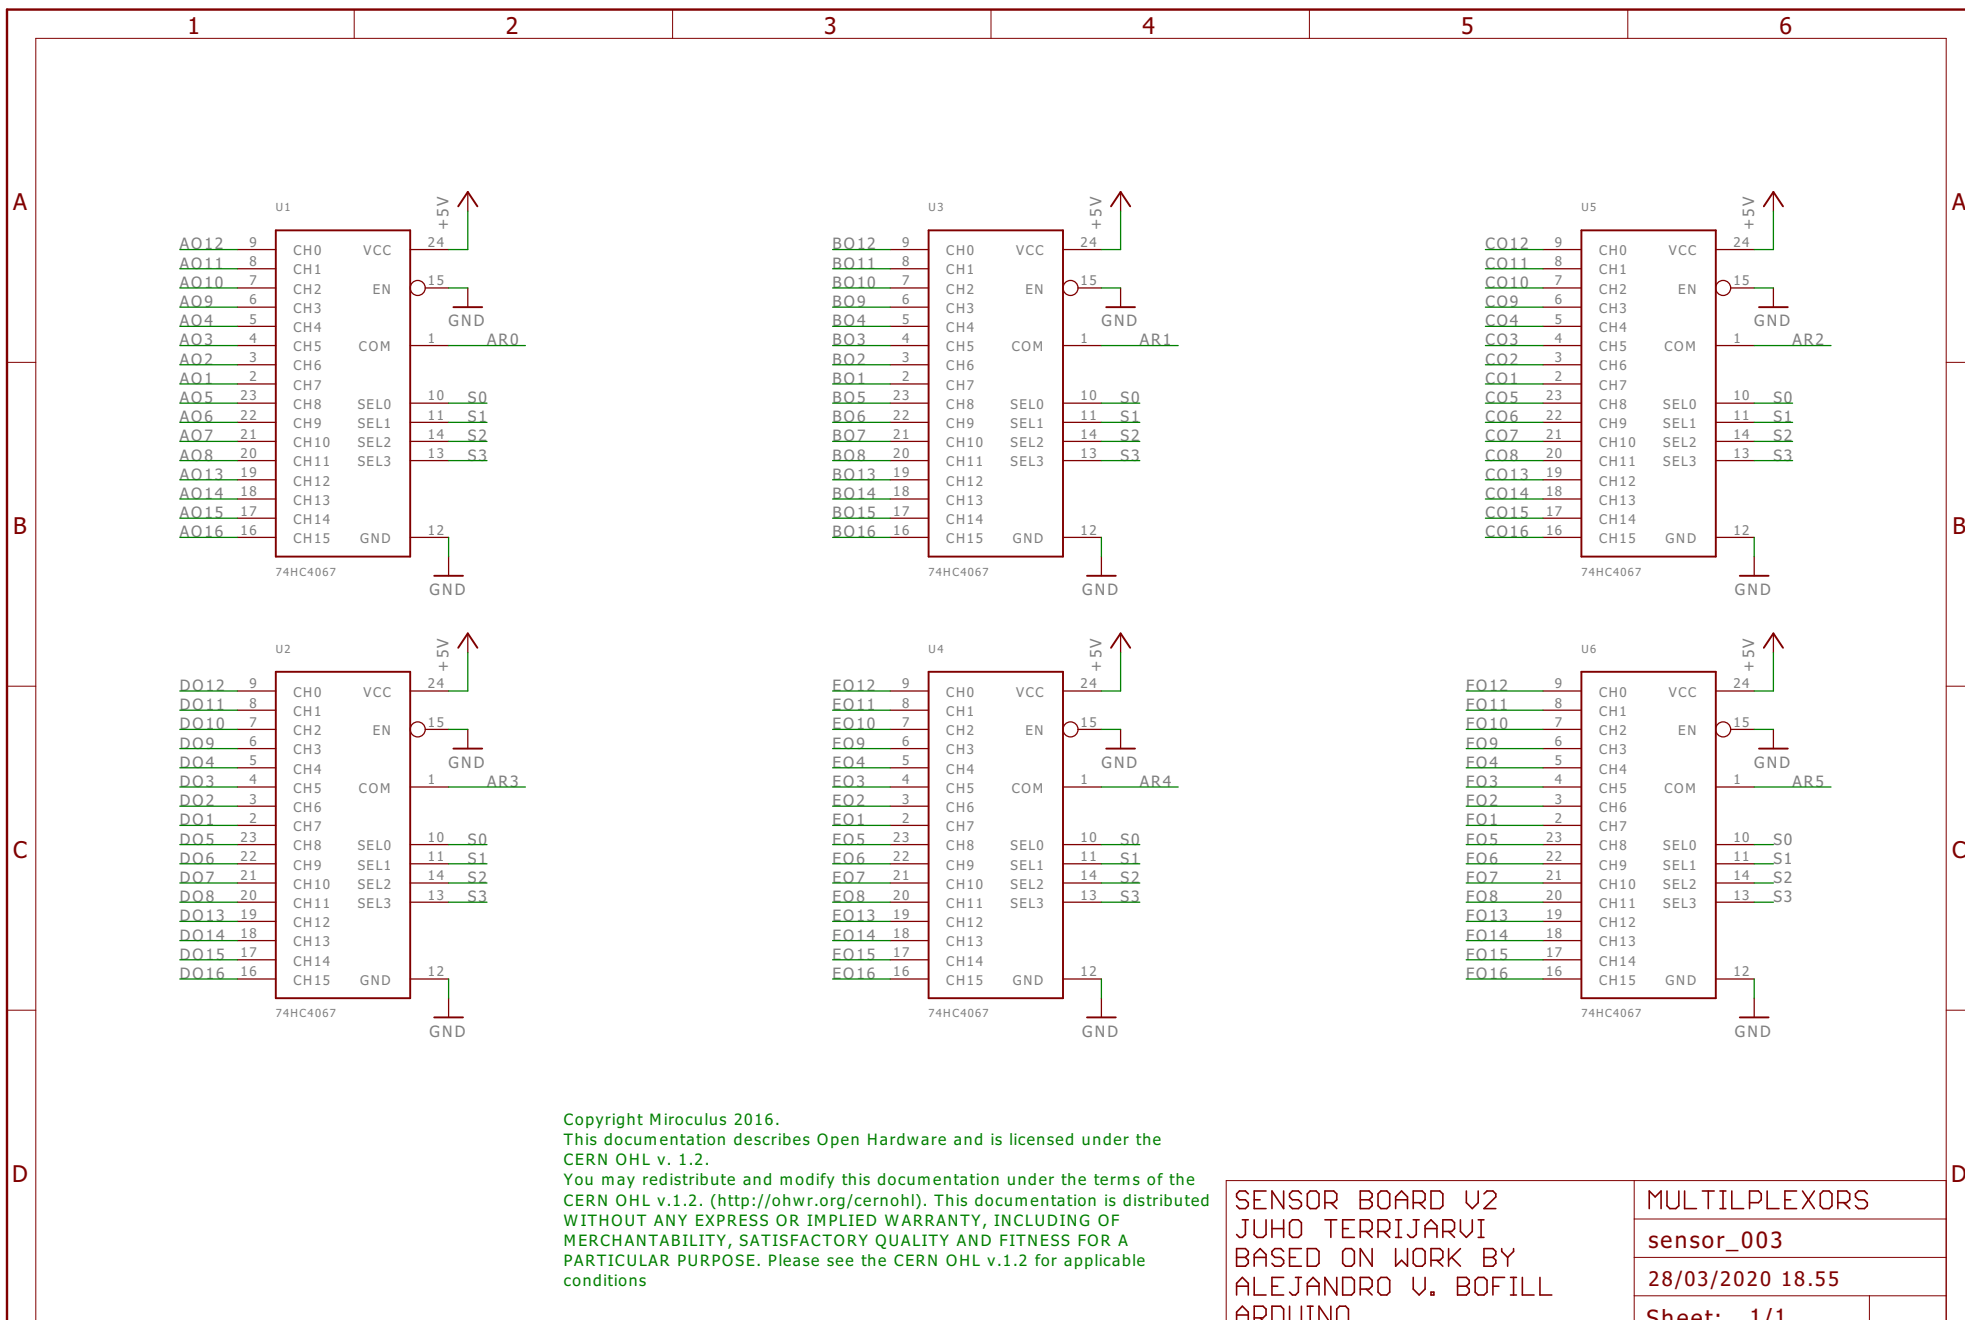 1 2 3 4 5 6
A A
B B
C C
D D
U1
+5V
AO12 9 CH0 VCC 24
AO11 8 CH1
AO10 7 CH2 EN 15
AO9 6 CH3
GND
AO4 5 CH4
AO3 4 CH5 COM 1 AR0
AO2 3 CH6
AO1 2 CH7
AO5 23 CH8 SEL0 10 S0
AO6 22 CH9 SEL1 11 S1
AO7 21 CH10 SEL2 14 S2
AO8 20 CH11 SEL3 13 S3
AO13 19 CH12
AO14 18 CH13
AO15 17 CH14
AO16 16 CH15 GND 12
74HC4067
GND
U3
+5V
BO12 9 CH0 VCC 24
BO11 8 CH1
BO10 7 CH2 EN 15
BO9 6 CH3
GND
BO4 5 CH4
BO3 4 CH5 COM 1 AR1
BO2 3 CH6
BO1 2 CH7
BO5 23 CH8 SEL0 10 S0
BO6 22 CH9 SEL1 11 S1
BO7 21 CH10 SEL2 14 S2
BO8 20 CH11 SEL3 13 S3
BO13 19 CH12
BO14 18 CH13
BO15 17 CH14
BO16 16 CH15 GND 12
74HC4067
GND
U5
+5V
CO12 9 CH0 VCC 24
CO11 8 CH1
CO10 7 CH2 EN 15
CO9 6 CH3
GND
CO4 5 CH4
CO3 4 CH5 COM 1 AR2
CO2 3 CH6
CO1 2 CH7
CO5 23 CH8 SEL0 10 S0
CO6 22 CH9 SEL1 11 S1
CO7 21 CH10 SEL2 14 S2
CO8 20 CH11 SEL3 13 S3
CO13 19 CH12
CO14 18 CH13
CO15 17 CH14
CO16 16 CH15 GND 12
74HC4067
GND
U2
+5V
DO12 9 CH0 VCC 24
DO11 8 CH1
DO10 7 CH2 EN 15
DO9 6 CH3
GND
DO4 5 CH4
DO3 4 CH5 COM 1 AR3
DO2 3 CH6
DO1 2 CH7
DO5 23 CH8 SEL0 10 S0
DO6 22 CH9 SEL1 11 S1
DO7 21 CH10 SEL2 14 S2
DO8 20 CH11 SEL3 13 S3
DO13 19 CH12
DO14 18 CH13
DO15 17 CH14
DO16 16 CH15 GND 12
74HC4067
GND
U4
+5V
EO12 9 CH0 VCC 24
EO11 8 CH1
EO10 7 CH2 EN 15
EO9 6 CH3
GND
EO4 5 CH4
EO3 4 CH5 COM 1 AR4
EO2 3 CH6
EO1 2 CH7
EO5 23 CH8 SEL0 10 S0
EO6 22 CH9 SEL1 11 S1
EO7 21 CH10 SEL2 14 S2
EO8 20 CH11 SEL3 13 S3
EO13 19 CH12
EO14 18 CH13
EO15 17 CH14
EO16 16 CH15 GND 12
74HC4067
GND
U6
+5V
FO12 9 CH0 VCC 24
FO11 8 CH1
FO10 7 CH2 EN 15
FO9 6 CH3
GND
FO4 5 CH4
FO3 4 CH5 COM 1 AR5
FO2 3 CH6
FO1 2 CH7
FO5 23 CH8 SEL0 10 S0
FO6 22 CH9 SEL1 11 S1
FO7 21 CH10 SEL2 14 S2
FO8 20 CH11 SEL3 13 S3
FO13 19 CH12
FO14 18 CH13
FO15 17 CH14
FO16 16 CH15 GND 12
74HC4067
GND
Copyright Miroculus 2016.
This documentation describes Open Hardware and is licensed under the
CERN OHL v. 1.2.
You may redistribute and modify this documentation under the terms of the
CERN OHL v.1.2. (http://ohwr.org/cernohl). This documentation is distributed
WITHOUT ANY EXPRESS OR IMPLIED WARRANTY, INCLUDING OF
MERCHANTABILITY, SATISFACTORY QUALITY AND FITNESS FOR A
PARTICULAR PURPOSE. Please see the CERN OHL v.1.2 for applicable
conditions
SENSOR BOARD V2
JUHO TERRIJARVI
BASED ON WORK BY
ALEJANDRO V. BOFILL
ARDUINO
MULTILPLEXORS
sensor_003
28/03/2020 18.55
Sheet: 1/1